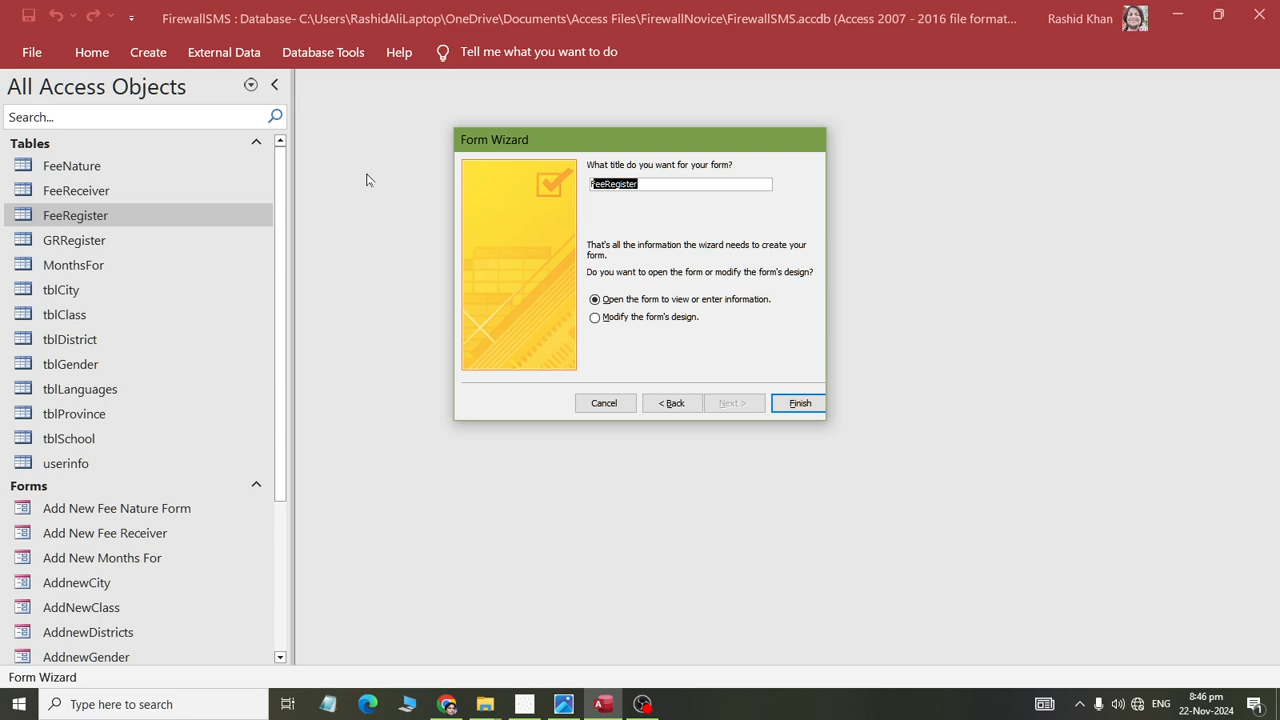 FirewallSMS : Database- C:\Users\RashidAliLaptop\OneDrive\Documents\Access Files\FirewallNovice\FirewallSMS.accdb (Access 2007 - 2016 file format...
Rashid Khan
File
Home
Create
External Data
Database Tools
Help
Tell me what you want to do
All Access Objects
Search...
Tables
FeeNature
FeeReceiver
FeeRegister
GRRegister
MonthsFor
tblCity
tblClass
tblDistrict
tblGender
tblLanguages
tblProvince
tblSchool
userinfo
Forms
Add New Fee Nature Form
Add New Fee Receiver
Add New Months For
AddnewCity
AddNewClass
AddnewDistricts
AddnewGender
Form Wizard
What title do you want for your form?
FeeRegister
That's all the information the wizard needs to create your
form.
Do you want to open the form or modify the form's design?
Open the form to view or enter information.
Modify the form's design.
Cancel
< Back
Next >
Finish
Form Wizard
Type here to search
ENG
8:46 pm
22-Nov-2024
1